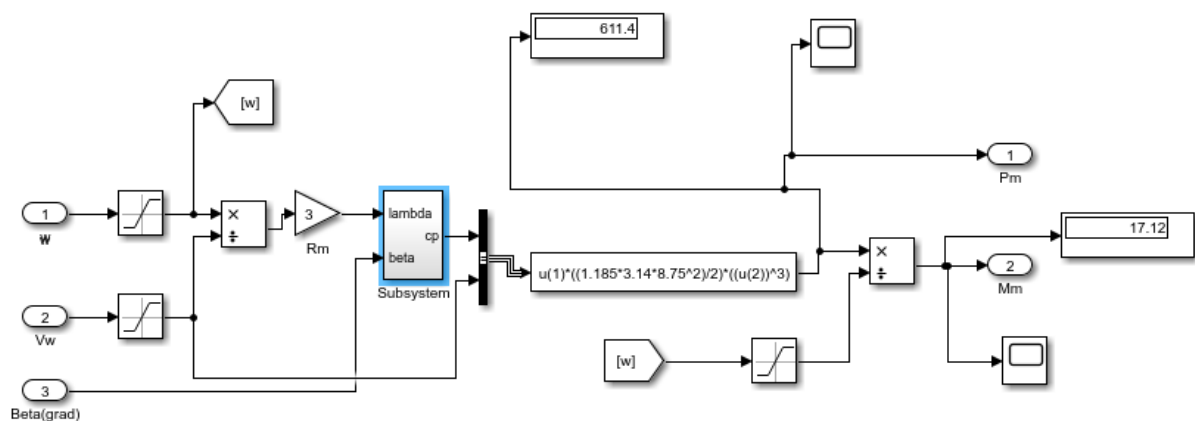 611.4
[w]
1
Pm
1
w
×
÷
3
Rm
lambda
cp
beta
Subsystem
u(1)*((1.185*3.14*8.75^2)/2)*((u(2))^3)
×
÷
17.12
2
Mm
2
Vw
[w]
3
Beta(grad)